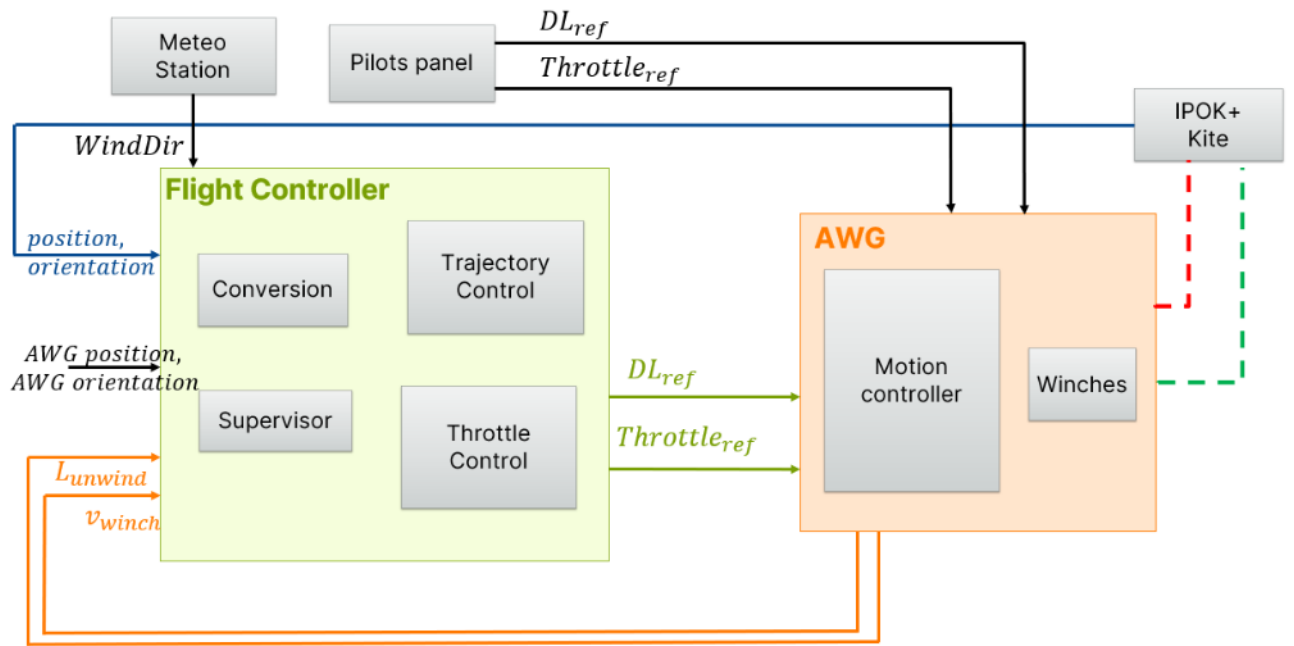 Meteo
Station
Pilots panel
DL_ref
Throttle_ref
IPOK+
Kite
WindDir
Flight Controller
position,
orientation
Conversion
Trajectory
Control
AWG
AWG position,
AWG orientation
Supervisor
Throttle
Control
DL_ref
Throttle_ref
Motion
controller
Winches
L_unwind
v_winch